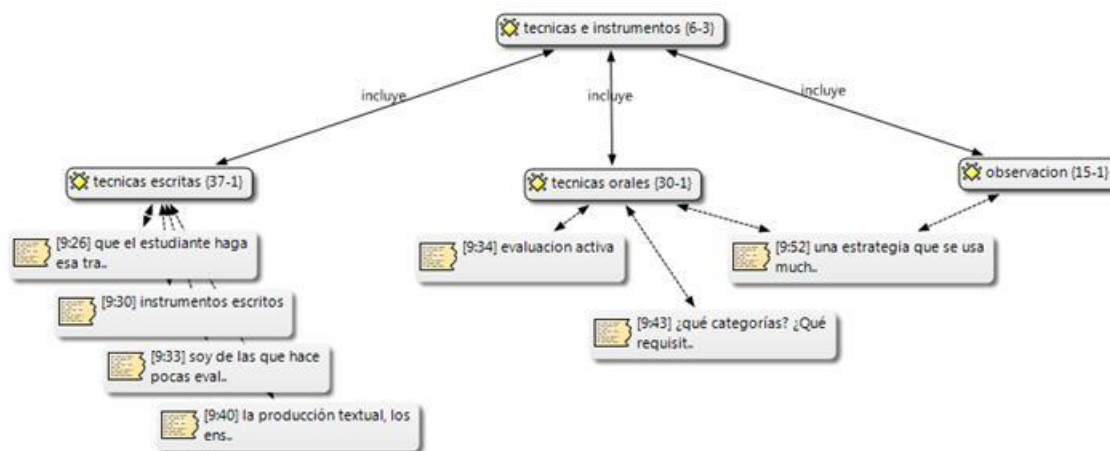 tecnicas e instrumentos {6-3}
incluye
incluye
incluye
tecnicas escritas {37-1}
tecnicas orales {30-1}
observacion {15-1}
[9:26] que el estudiante haga
esa tra..
[9:34] evaluacion activa
[9:52] una estrategia que se usa
much..
[9:30] instrumentos escritos
[9:43] ¿qué categorías? ¿Qué
requisit..
[9:33] soy de las que hace
pocas eval..
[9:40] la producción textual, los
ens..